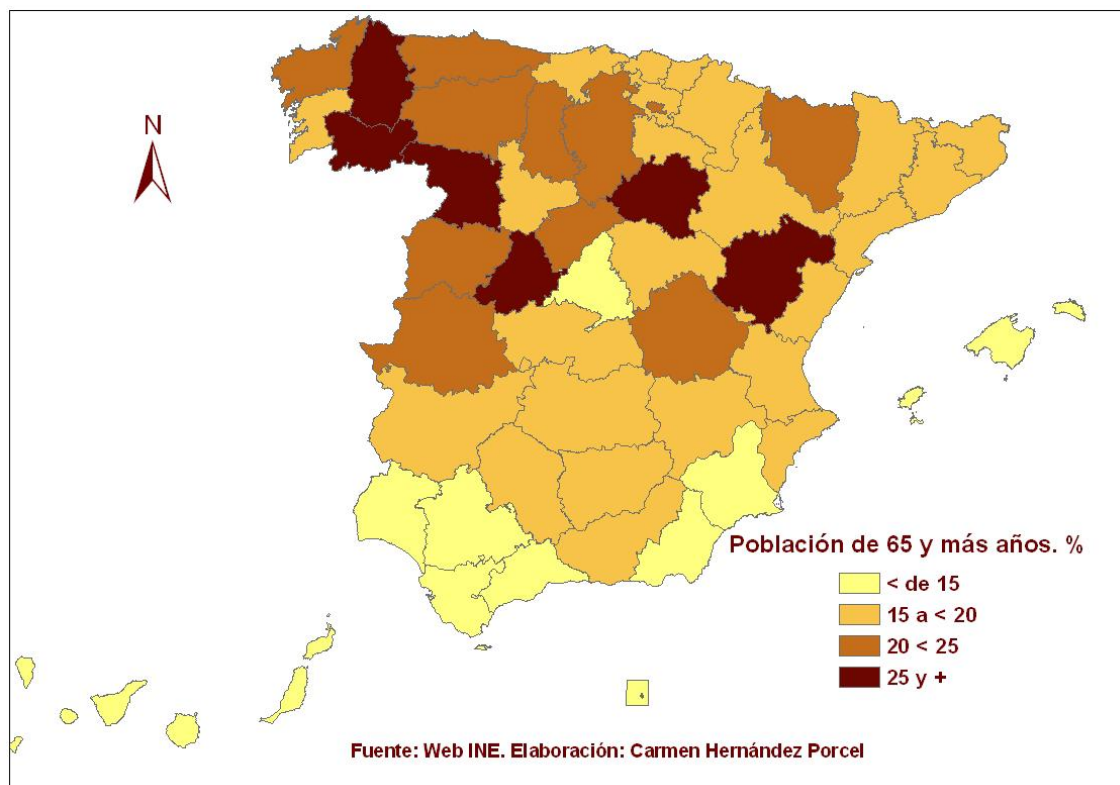 N
Población de 65 y más años. %
< de 15
15 a < 20
20 < 25
25 y +
Fuente: Web INE. Elaboración: Carmen Hernández Porcel